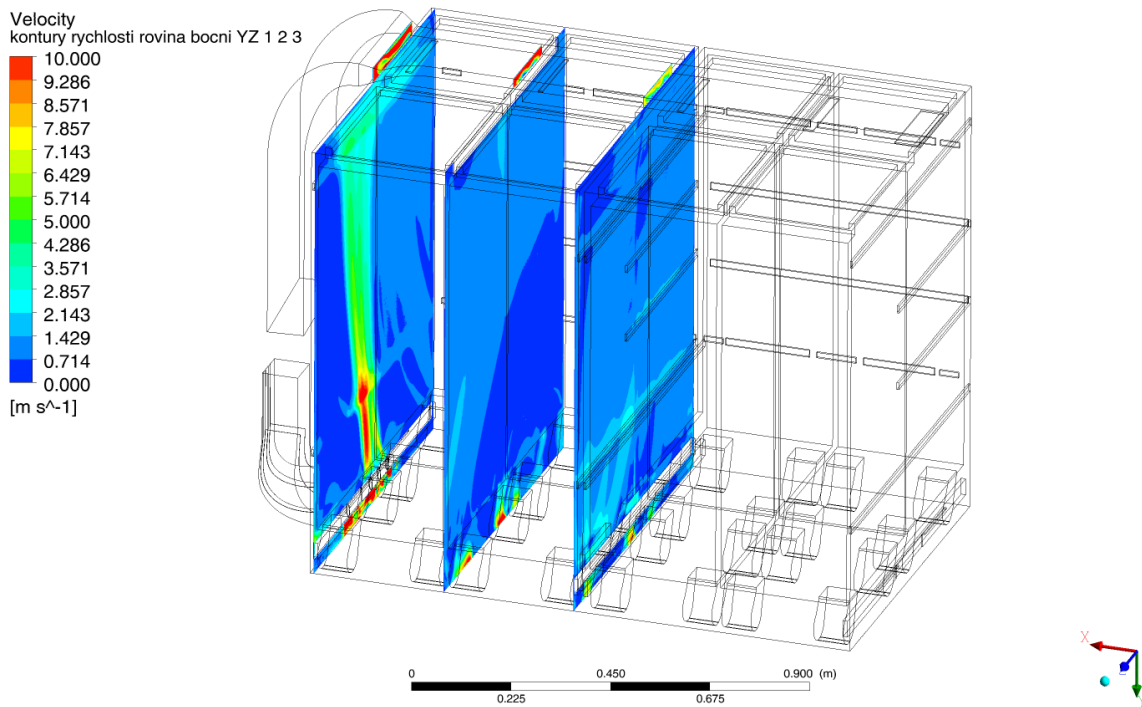 Velocity
kontury rychlosti rovina bocni YZ 1 2 3
10.000
9.286
8.571
7.857
7.143
6.429
5.714
5.000
4.286
3.571
2.857
2.143
1.429
0.714
0.000
[m s^-1]
X
Z
Y
0 0.450 0.900 (m)
0.225 0.675